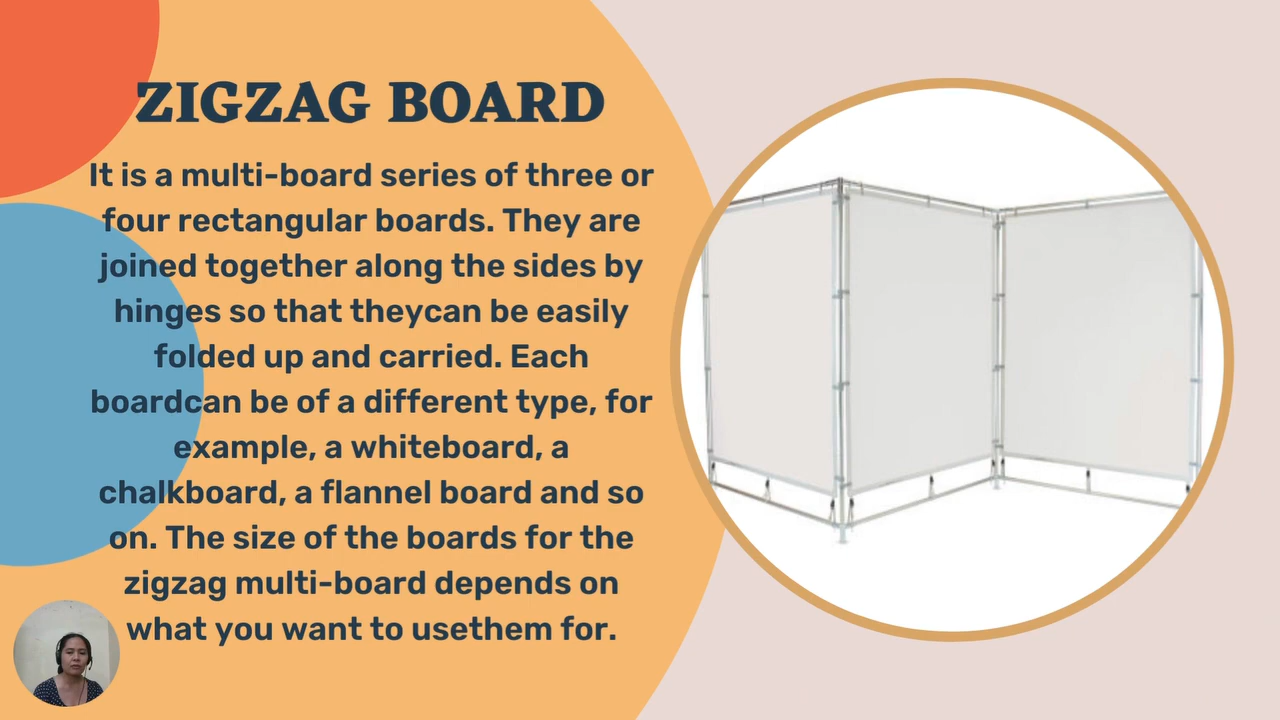 ZIGZAG BOARD
It is a multi-board series of three or
four rectangular boards. They are
joined together along the sides by
hinges so that theycan be easily
folded up and carried. Each
boardcan be of a different type, for
example, a whiteboard, a
chalkboard, a flannel board and so
on. The size of the boards for the
zigzag multi-board depends on
what you want to usethem for.